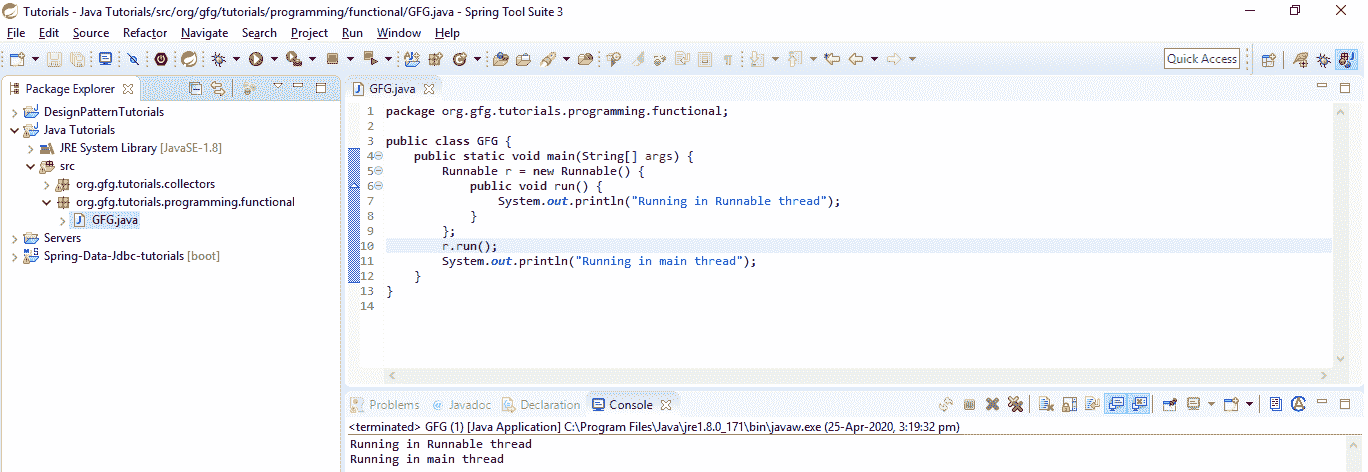 Tutorials - Java Tutorials/src/org/gfg/tutorials/programming/functional/GFG.java - Spring Tool Suite 3
File Edit Source Refactor Navigate Search Project Run Window Help
Quick Access
Package Explorer
DesignPatternTutorials
Java Tutorials
JRE System Library [JavaSE-1.8]
src
org.gfg.tutorials.collectors
org.gfg.tutorials.programming.functional
GFG.java
Servers
Spring-Data-Jdbc-tutorials [boot]
GFG.java
1 package org.gfg.tutorials.programming.functional;
2
3 public class GFG {
4 public static void main(String[] args) {
5 Runnable r = new Runnable() {
6 public void run() {
7 System.out.println("Running in Runnable thread");
8 }
9 };
10 r.run();
11 System.out.println("Running in main thread");
12 }
13 }
14
Problems @ Javadoc Declaration Console
<terminated> GFG (1) [Java Application] C:\Program Files\Java\jre1.8.0_171\bin\javaw.exe (25-Apr-2020, 3:19:32 pm)
Running in Runnable thread
Running in main thread